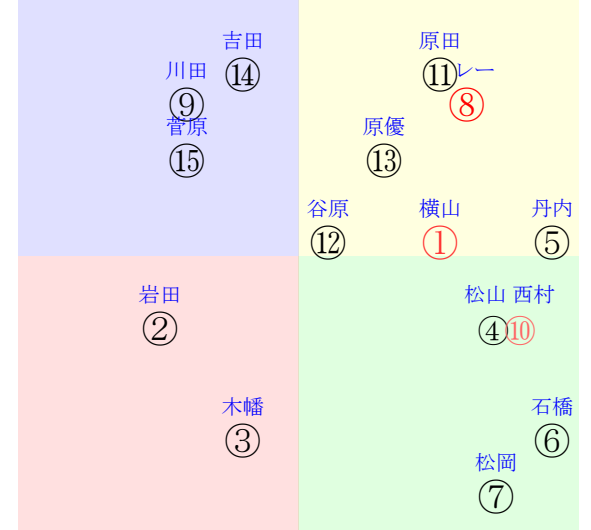 吉田
⑭
原田
⑪
川田
⑨
レー
⑧
菅原
⑮
原優
⑬
谷原
⑫
横山
①
丹内
⑤
岩田
②
松山 西村
④⑩
木幡
③
石橋
⑥
松岡
⑦